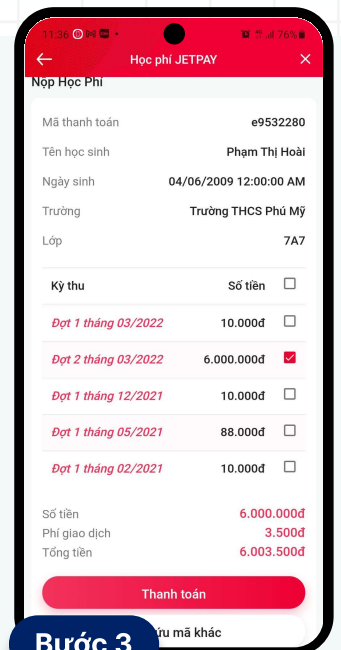 11:36 76%
Học phí JETPAY
Nộp Học Phí
Mã thanh toán e9532280
Tên học sinh Phạm Thị Hoài
Ngày sinh 04/06/2009 12:00:00 AM
Trường Trường THCS Phú Mỹ
Lớp 7A7
Kỳ thu Số tiền
Đợt 1 tháng 03/2022 10.000đ
Đợt 2 tháng 03/2022 6.000.000đ
Đợt 1 tháng 12/2021 10.000đ
Đợt 1 tháng 05/2021 88.000đ
Đợt 1 tháng 02/2021 10.000đ
Số tiền 6.000.000đ
Phí giao dịch 3.500đ
Tổng tiền 6.003.500đ
Thanh toán
mã khác
Bước 3